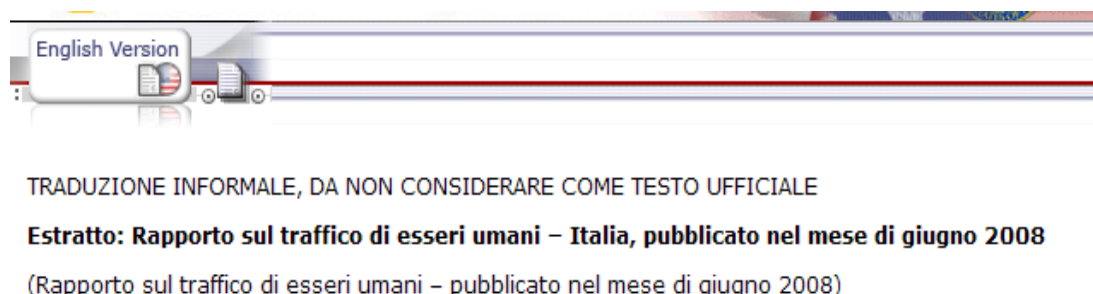 English Version
TRADUZIONE INFORMALE, DA NON CONSIDERARE COME TESTO UFFICIALE
Estratto: Rapporto sul traffico di esseri umani – Italia, pubblicato nel mese di giugno 2008
(Rapporto sul traffico di esseri umani – pubblicato nel mese di giugno 2008)